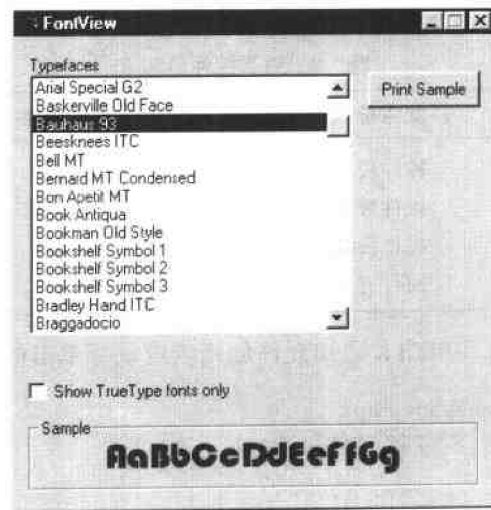 FontView
Typefaces
Arial Special G2
Baskerville Old Face
Bauhaus 93
Beesknees ITC
Bell MT
Bernard MT Condensed
Bon Apetit MT
Book Antiqua
Bookman Old Style
Bookshelf Symbol 1
Bookshelf Symbol 2
Bookshelf Symbol 3
Bradley Hand ITC
Braggadocio
Print Sample
Show TrueType fonts only
Sample
AaBbCcDdEeFfGg